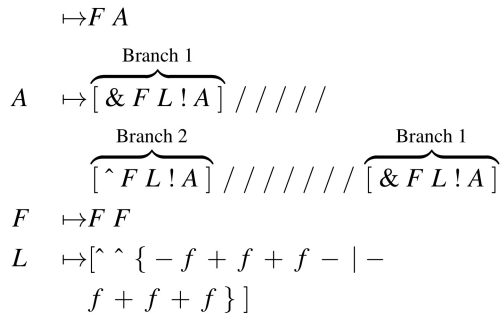 ↦F A
Branch 1
A ↦[ & F L ! A ] / / / / /
Branch 2 Branch 1
[ ^ F L ! A ] / / / / / / / [ & F L ! A ]
F ↦F F
L ↦[^ ^ { − f + f + f − | −
f + f + f } ]